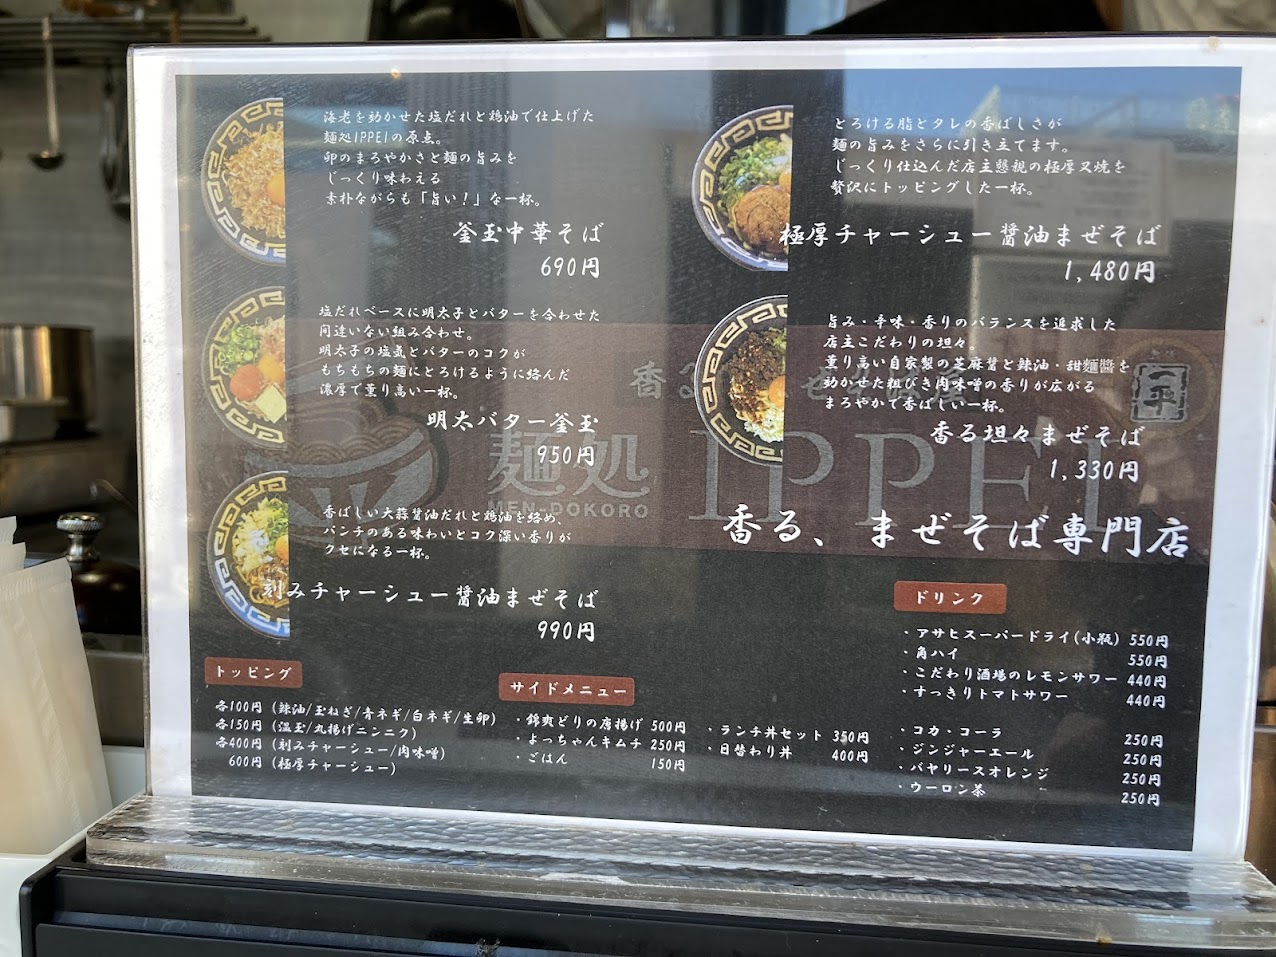 海老を効かせた塩だれと鶏油で仕上げた
麺処IPPEIの原点。
卵のまろやかさと麺の旨みを
じっくり味わえる
素朴ながらも「旨い！」な一杯。
釜玉中華そば
690円
塩だれベースに明太子とバターを合わせた
間違いない組み合わせ。
明太子の塩気とバターのコクが
もちもちの麺にとろけるように絡んだ
濃厚で薫り高い一杯。
明太バター釜玉
950円
香ばしい大蒜醤油だれと鶏油を絡め、
パンチのある味わいとコク深い香りが
クセになる一杯。
刻みチャーシュー醤油まぜそば
990円
とろける脂とタレの香ばしさが
麺の旨みをさらに引き立てます。
じっくり仕込んだ店主懇親の極厚叉焼を
贅沢にトッピングした一杯。
極厚チャーシュー醤油まぜそば
1,480円
旨み・辛味・香りのバランスを追求した
店主こだわりの坦々。
薫り高い自家製の芝麻醤と辣油・甜麺醤を
効かせた粗びき肉味噌の香りが広がる
まろやかで香ばしい一杯。
香る坦々まぜそば
1,330円
麺処 IPPEI
MEN-DOKORO
一平
香る、まぜそば専門店
トッピング
各100円 (辣油/玉ねぎ/青ネギ/白ネギ/生卵)
各150円 (温玉/丸揚げニンニク)
各400円 (刻みチャーシュー/肉味噌)
600円 (極厚チャーシュー)
サイドメニュー
・錦爽どりの唐揚げ 500円
・よっちゃんキムチ 250円
・ごはん 150円
・ランチ丼セット 350円
・日替わり丼 400円
ドリンク
・アサヒスーパードライ(小瓶) 550円
・角ハイ 550円
・こだわり酒場のレモンサワー 440円
・すっきりトマトサワー 440円
・コカ・コーラ 250円
・ジンジャーエール 250円
・バヤリースオレンジ 250円
・ウーロン茶 250円